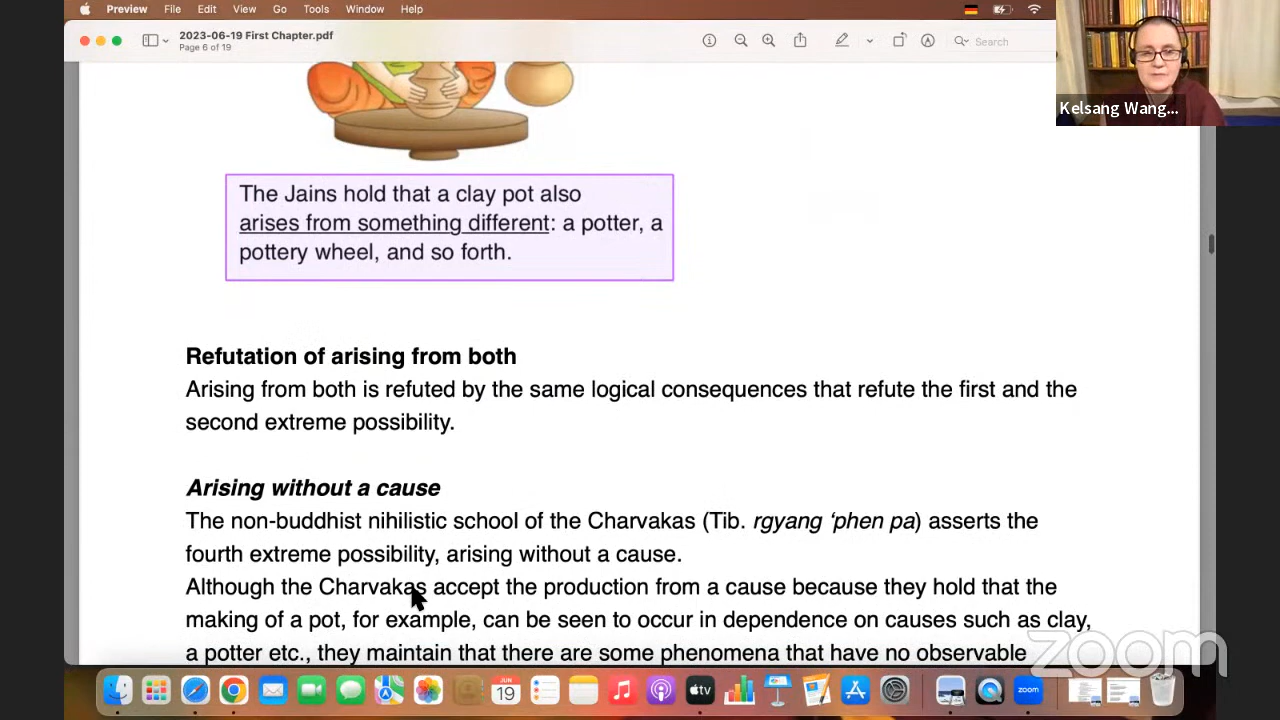 Preview File Edit View Go Tools Window Help
2023-06-19 First Chapter.pdf
Page 6 of 19
Search
Kelsang Wang...
The Jains hold that a clay pot also
arises from something different: a potter, a
pottery wheel, and so forth.
Refutation of arising from both
Arising from both is refuted by the same logical consequences that refute the first and the
second extreme possibility.
Arising without a cause
The non-buddhist nihilistic school of the Charvakas (Tib. rgyang ‘phen pa) asserts the
fourth extreme possibility, arising without a cause.
Although the Charvakas accept the production from a cause because they hold that the
making of a pot, for example, can be seen to occur in dependence on causes such as clay,
a potter etc., they maintain that there are some phenomena that have no observable
zoom
JUN
19
tv
zoom